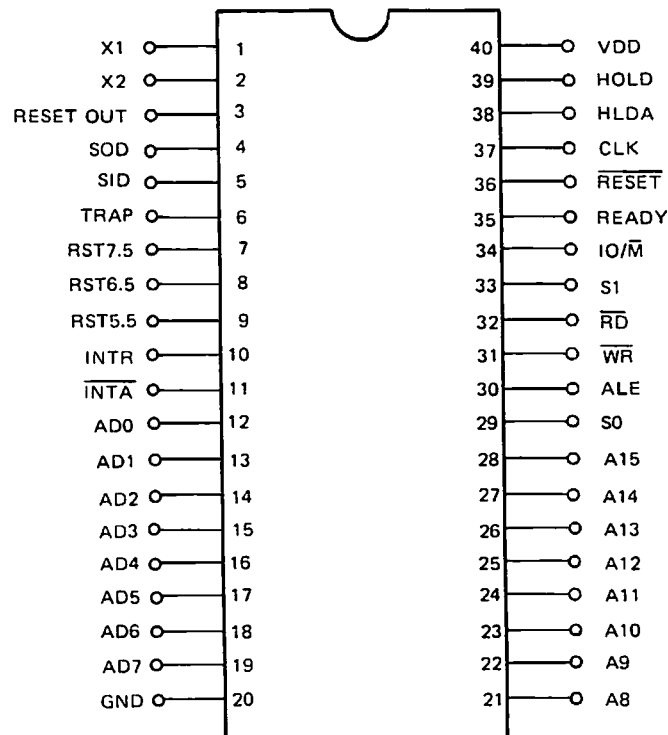 X1 1 40 VDD
X2 2 39 HOLD
RESET OUT 3 38 HLDA
SOD 4 37 CLK
SID 5 36 R̅E̅S̅E̅T̅
TRAP 6 35 READY
RST7.5 7 34 IO/M̅
RST6.5 8 33 S1
RST5.5 9 32 R̅D̅
INTR 10 31 W̅R̅
I̅N̅T̅A̅ 11 30 ALE
AD0 12 29 S0
AD1 13 28 A15
AD2 14 27 A14
AD3 15 26 A13
AD4 16 25 A12
AD5 17 24 A11
AD6 18 23 A10
AD7 19 22 A9
GND 20 21 A8